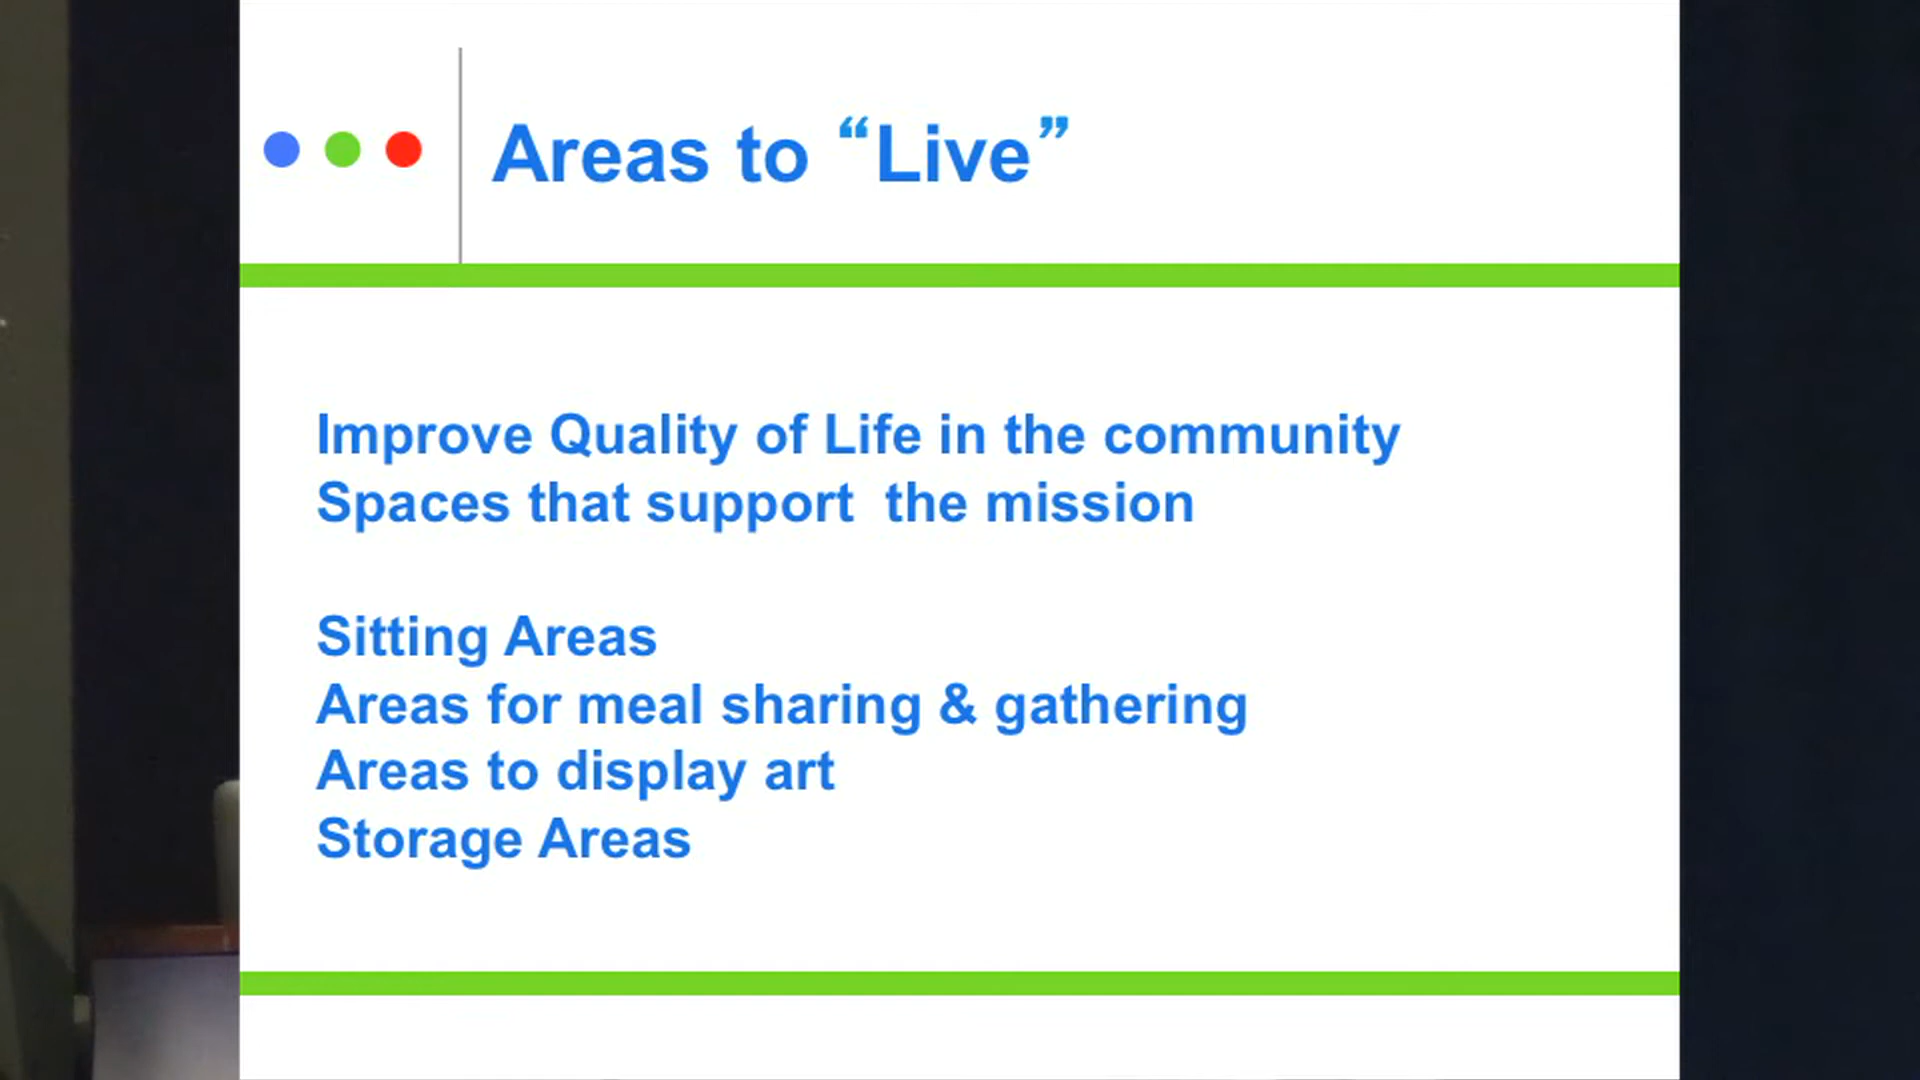 Areas to “Live”
Improve Quality of Life in the community
Spaces that support  the mission
Sitting Areas
Areas for meal sharing & gathering
Areas to display art
Storage Areas